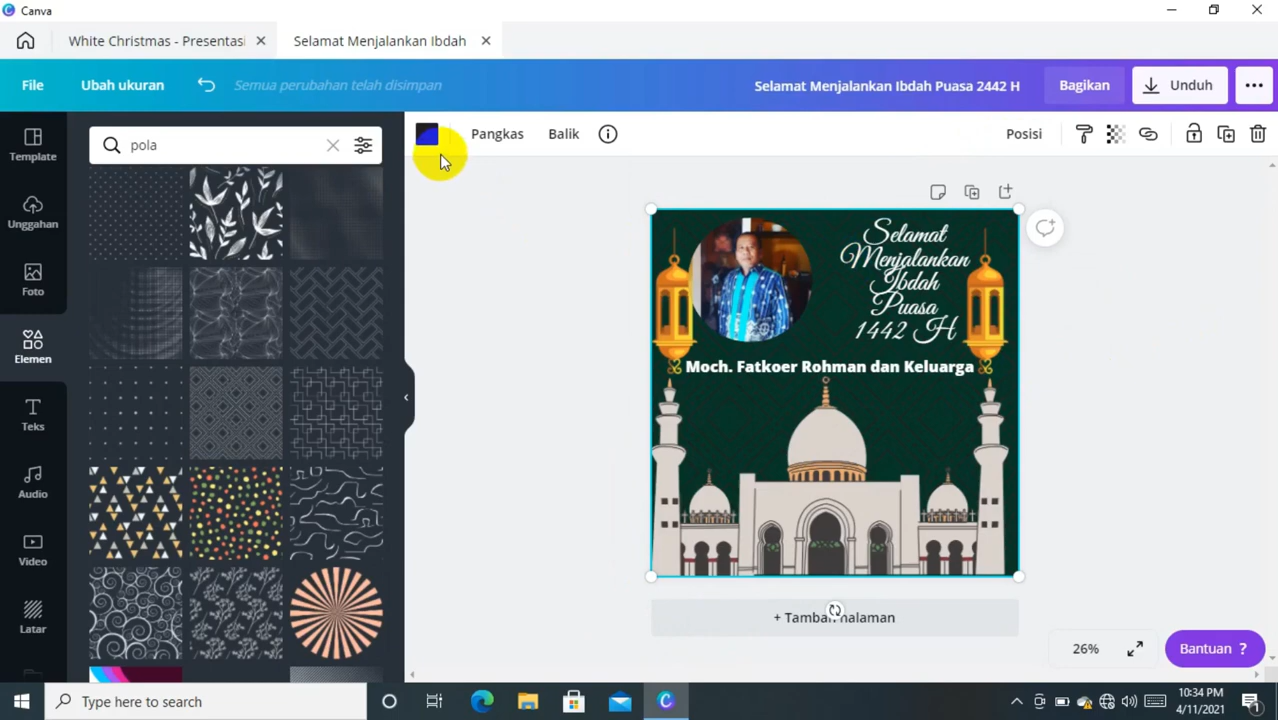 Canva
White Christmas - Presentasi
Selamat Menjalankan Ibdah
File
Ubah ukuran
Semua perubahan telah disimpan
Selamat Menjalankan Ibdah Puasa 2442 H
Bagikan
Unduh
Template
Unggahan
Foto
Elemen
Teks
Audio
Video
Latar
pola
Pangkas
Balik
Posisi
Selamat
Menjalankan
Ibdah
Puasa
1442 H
Moch. Fatkoer Rohman dan Keluarga
+ Tambah halaman
26%
Bantuan ?
Type here to search
10:34 PM
4/11/2021